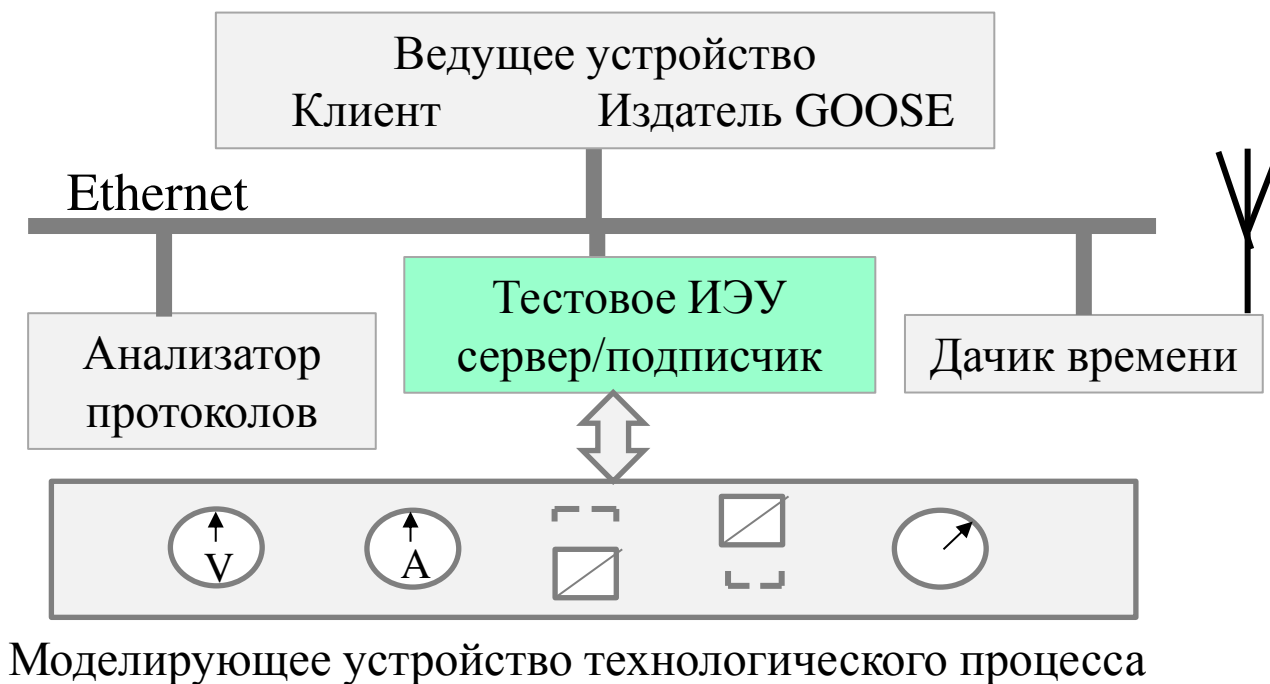 Ведущее устройство
Клиент Издатель GOOSE
Ethernet
Тестовое ИЭУ
сервер/подписчик
Анализатор
протоколов
Дачик времени
V A
Моделирующее устройство технологического процесса